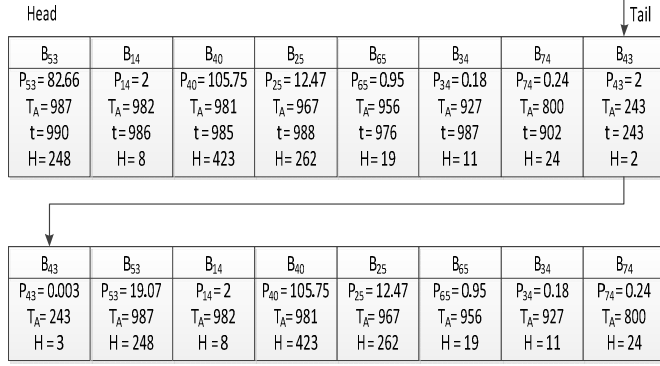 Head Tail
B53 B14 B40 B25 B65 B34 B74 B43
P53= 82.66 P14= 2 P40= 105.75 P25= 12.47 P65= 0.95 P34= 0.18 P74= 0.24 P43= 2
TA= 987 TA= 982 TA= 981 TA= 967 TA= 956 TA= 927 TA= 800 TA= 243
t= 990 t= 986 t= 985 t= 988 t= 976 t= 987 t= 902 t= 243
H= 248 H= 8 H= 423 H= 262 H= 19 H= 11 H= 24 H= 2
B43 B53 B14 B40 B25 B65 B34 B74
P43= 0.003 P53= 19.07 P14= 2 P40= 105.75 P25= 12.47 P65= 0.95 P34= 0.18 P74= 0.24
TA= 243 TA= 987 TA= 982 TA= 981 TA= 967 TA= 956 TA= 927 TA= 800
H = 3 H = 248 H = 8 H = 423 H = 262 H = 19 H = 11 H = 24